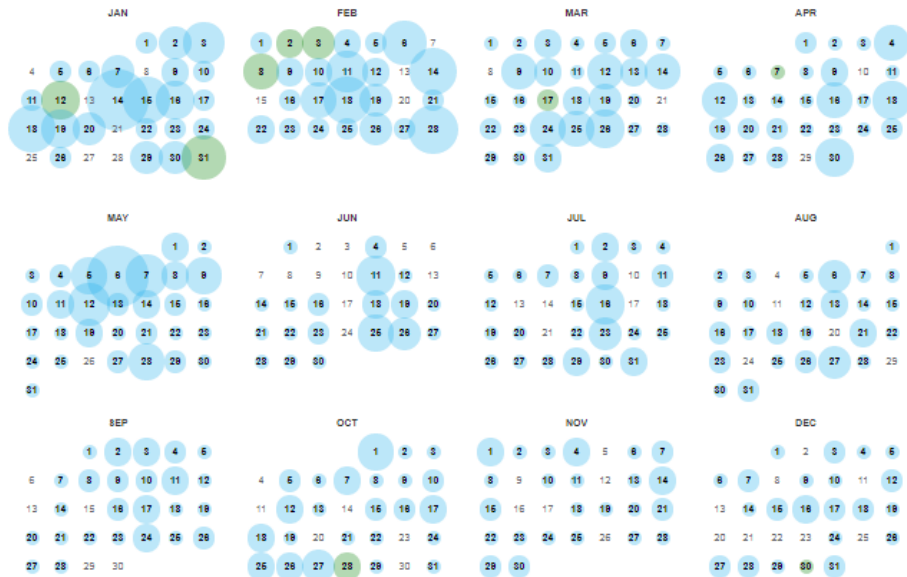 JAN
1 2 3
4 5 6 7 8 9 10
11 12 13 14 15 16 17
18 19 20 21 22 23 24
25 26 27 28 29 30 31
FEB
1 2 3 4 5 6 7
8 9 10 11 12 13 14
15 16 17 18 19 20 21
22 23 24 25 26 27 28
MAR
1 2 3 4 5 6 7
8 9 10 11 12 13 14
15 16 17 18 19 20 21
22 23 24 25 26 27 28
29 30 31
APR
1 2 3 4
5 6 7 8 9 10 11
12 13 14 15 16 17 18
19 20 21 22 23 24 25
26 27 28 29 30
MAY
1 2
3 4 5 6 7 8 9
10 11 12 13 14 15 16
17 18 19 20 21 22 23
24 25 26 27 28 29 30
31
JUN
1 2 3 4 5 6
7 8 9 10 11 12 13
14 15 16 17 18 19 20
21 22 23 24 25 26 27
28 29 30
JUL
1 2 3 4
5 6 7 8 9 10 11
12 13 14 15 16 17 18
19 20 21 22 23 24 25
26 27 28 29 30 31
AUG
1
2 3 4 5 6 7 8
9 10 11 12 13 14 15
16 17 18 19 20 21 22
23 24 25 26 27 28 29
30 31
SEP
1 2 3 4 5
6 7 8 9 10 11 12
13 14 15 16 17 18 19
20 21 22 23 24 25 26
27 28 29 30
OCT
1 2 3
4 5 6 7 8 9 10
11 12 13 14 15 16 17
18 19 20 21 22 23 24
25 26 27 28 29 30 31
NOV
1 2 3 4 5 6 7
8 9 10 11 12 13 14
15 16 17 18 19 20 21
22 23 24 25 26 27 28
29 30
DEC
1 2 3 4 5
6 7 8 9 10 11 12
13 14 15 16 17 18 19
20 21 22 23 24 25 26
27 28 29 30 31